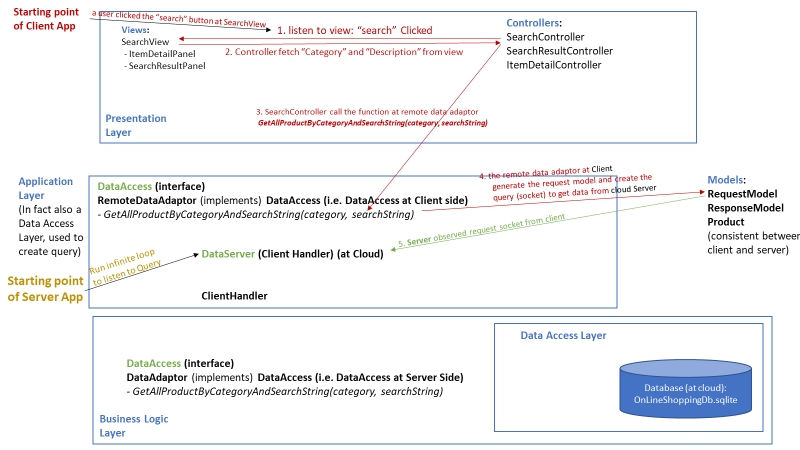 Starting point
of Client App
a user clicked the "search" button at SearchView
Views:
SearchView
- ItemDetailPanel
- SearchResultPanel
1. listen to view: "search" Clicked
2. Controller fetch "Category" and "Description" from view
Controllers:
SearchController
SearchResultController
ItemDetailController
3. SearchController call the function at remote data adaptor
GetAllProductByCategoryAndSearchString(category, searchString)
Presentation
Layer
Application
Layer
(In fact also a
Data Access
Layer, used to
create query)
DataAccess (interface)
RemoteDataAdaptor (implements) DataAccess (i.e. DataAccess at Client side)
- GetAllProductByCategoryAndSearchString(category, searchString)
4. the remote data adaptor at Client
generate the request model and create the
query (socket) to get data from cloud Server
Models:
RequestModel
ResponseModel
Product
(consistent between
client and server)
5. Server observed request socket from client
DataServer (Client Handler) (at Cloud)
Run infinite loop
to listen to Query
Starting point
of Server App
ClientHandler
Data Access Layer
Database (at cloud):
OnLineShoppingDb.sqlite
DataAccess (interface)
DataAdaptor (implements) DataAccess (i.e. DataAccess at Server Side)
- GetAllProductByCategoryAndSearchString(category, searchString)
Business Logic
Layer